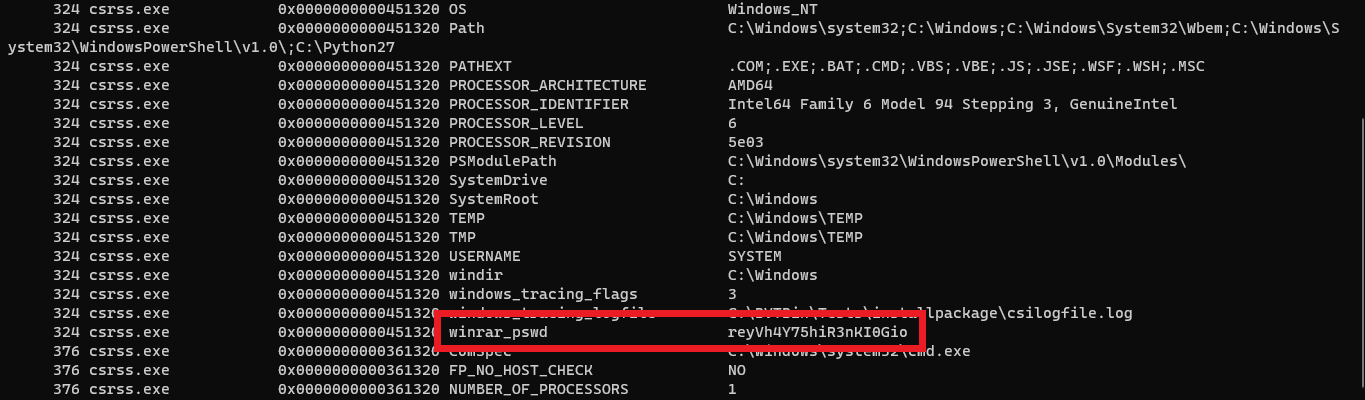 324 csrss.exe 0x0000000000451320 OS Windows_NT
324 csrss.exe 0x0000000000451320 Path C:\Windows\system32;C:\Windows;C:\Windows\System32\Wbem;C:\Windows\S
ystem32\WindowsPowerShell\v1.0\;C:\Python27
324 csrss.exe 0x0000000000451320 PATHEXT .COM;.EXE;.BAT;.CMD;.VBS;.VBE;.JS;.JSE;.WSF;.WSH;.MSC
324 csrss.exe 0x0000000000451320 PROCESSOR_ARCHITECTURE AMD64
324 csrss.exe 0x0000000000451320 PROCESSOR_IDENTIFIER Intel64 Family 6 Model 94 Stepping 3, GenuineIntel
324 csrss.exe 0x0000000000451320 PROCESSOR_LEVEL 6
324 csrss.exe 0x0000000000451320 PROCESSOR_REVISION 5e03
324 csrss.exe 0x0000000000451320 PSModulePath C:\Windows\system32\WindowsPowerShell\v1.0\Modules\
324 csrss.exe 0x0000000000451320 SystemDrive C:
324 csrss.exe 0x0000000000451320 SystemRoot C:\Windows
324 csrss.exe 0x0000000000451320 TEMP C:\Windows\TEMP
324 csrss.exe 0x0000000000451320 TMP C:\Windows\TEMP
324 csrss.exe 0x0000000000451320 USERNAME SYSTEM
324 csrss.exe 0x0000000000451320 windir C:\Windows
324 csrss.exe 0x0000000000451320 windows_tracing_flags 3
324 csrss.exe 0x0000000000451320 windows_tracing_logfile C:\BVTBin\Tests\installpackage\csilogfile.log
324 csrss.exe 0x0000000000451320 winrar_pswd reyVh4Y75hiR3nKI0Gio
376 csrss.exe 0x0000000000361320 ComSpec C:\Windows\system32\cmd.exe
376 csrss.exe 0x0000000000361320 FP_NO_HOST_CHECK NO
376 csrss.exe 0x0000000000361320 NUMBER_OF_PROCESSORS 1